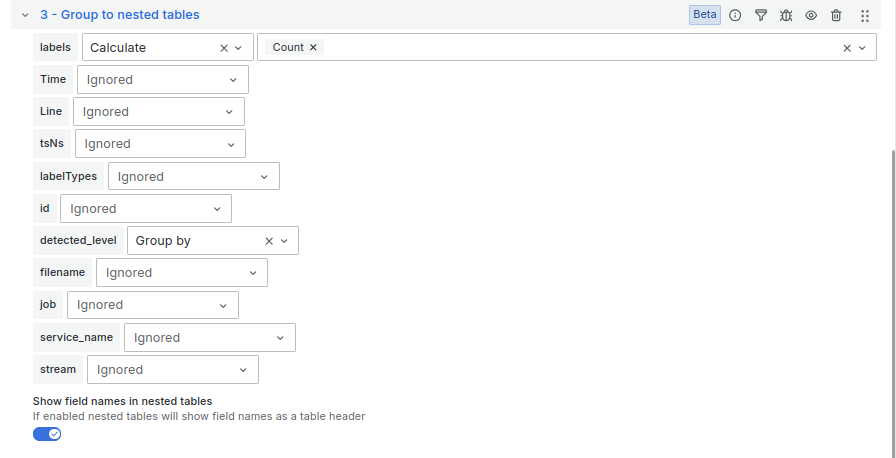 3 - Group to nested tables Beta
labels Calculate Count
Time Ignored
Line Ignored
tsNs Ignored
labelTypes Ignored
id Ignored
detected_level Group by
filename Ignored
job Ignored
service_name Ignored
stream Ignored
Show field names in nested tables
If enabled nested tables will show field names as a table header